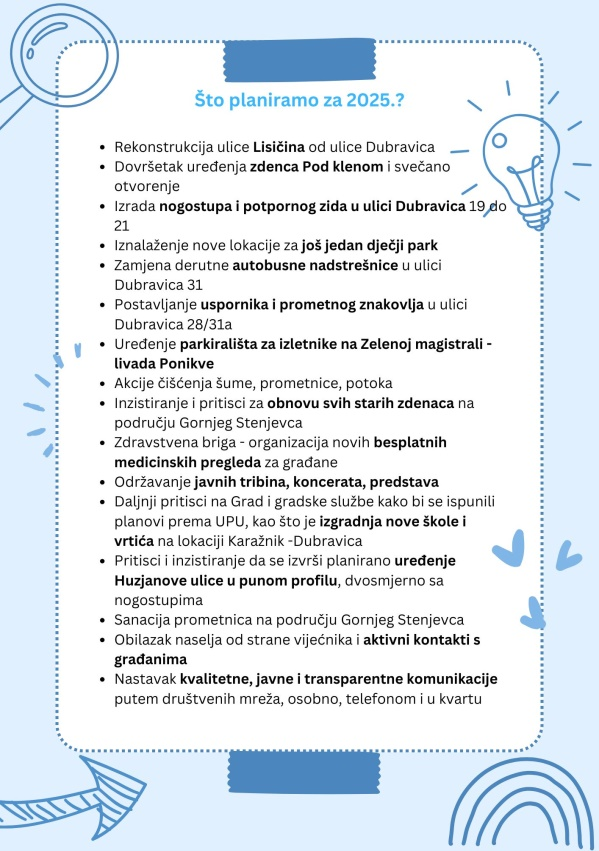 Što planiramo za 2025.?
• Rekonstrukcija ulice Lisičina od ulice Dubravica
• Dovršetak uređenja zdenca Pod klenom i svečano
otvorenje
• Izrada nogostupa i potpornog zida u ulici Dubravica 19 do
21
• Iznalaženje nove lokacije za još jedan dječji park
• Zamjena derutne autobusne nadstrešnice u ulici
Dubravica 31
• Postavljanje uspornika i prometnog znakovlja u ulici
Dubravica 28/31a
• Uređenje parkirališta za izletnike na Zelenoj magistrali -
livada Ponikve
• Akcije čišćenja šume, prometnice, potoka
• Inzistiranje i pritisci za obnovu svih starih zdenaca na
području Gornjeg Stenjevca
• Zdravstvena briga - organizacija novih besplatnih
medicinskih pregleda za građane
• Održavanje javnih tribina, koncerata, predstava
• Daljnji pritisci na Grad i gradske službe kako bi se ispunili
planovi prema UPU, kao što je izgradnja nove škole i
vrtića na lokaciji Karažnik -Dubravica
• Pritisci i inzistiranje da se izvrši planirano uređenje
Huzjanove ulice u punom profilu, dvosmjerno sa
nogostupima
• Sanacija prometnica na području Gornjeg Stenjevca
• Obilazak naselja od strane vijećnika i aktivni kontakti s
građanima
• Nastavak kvalitetne, javne i transparentne komunikacije
putem društvenih mreža, osobno, telefonom i u kvartu